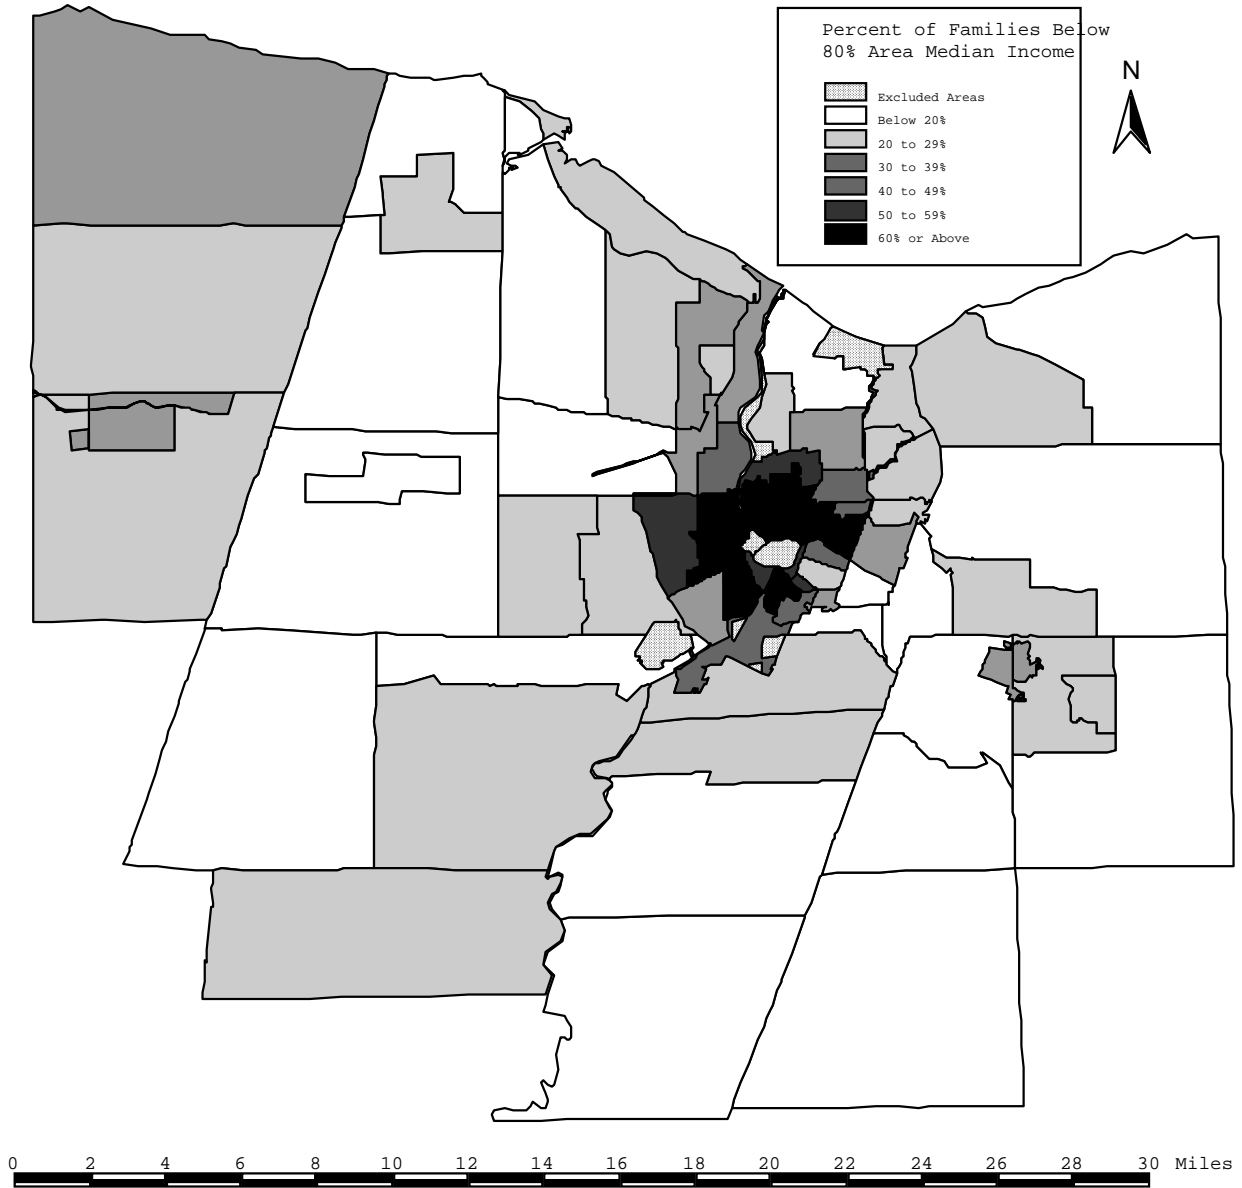 Percent of Families Below
80% Area Median Income
N
Excluded Areas
Below 20%
20 to 29%
30 to 39%
40 to 49%
50 to 59%
60% or Above
0 2 4 6 8 10 12 14 16 18 20 22 24 26 28 30 Miles